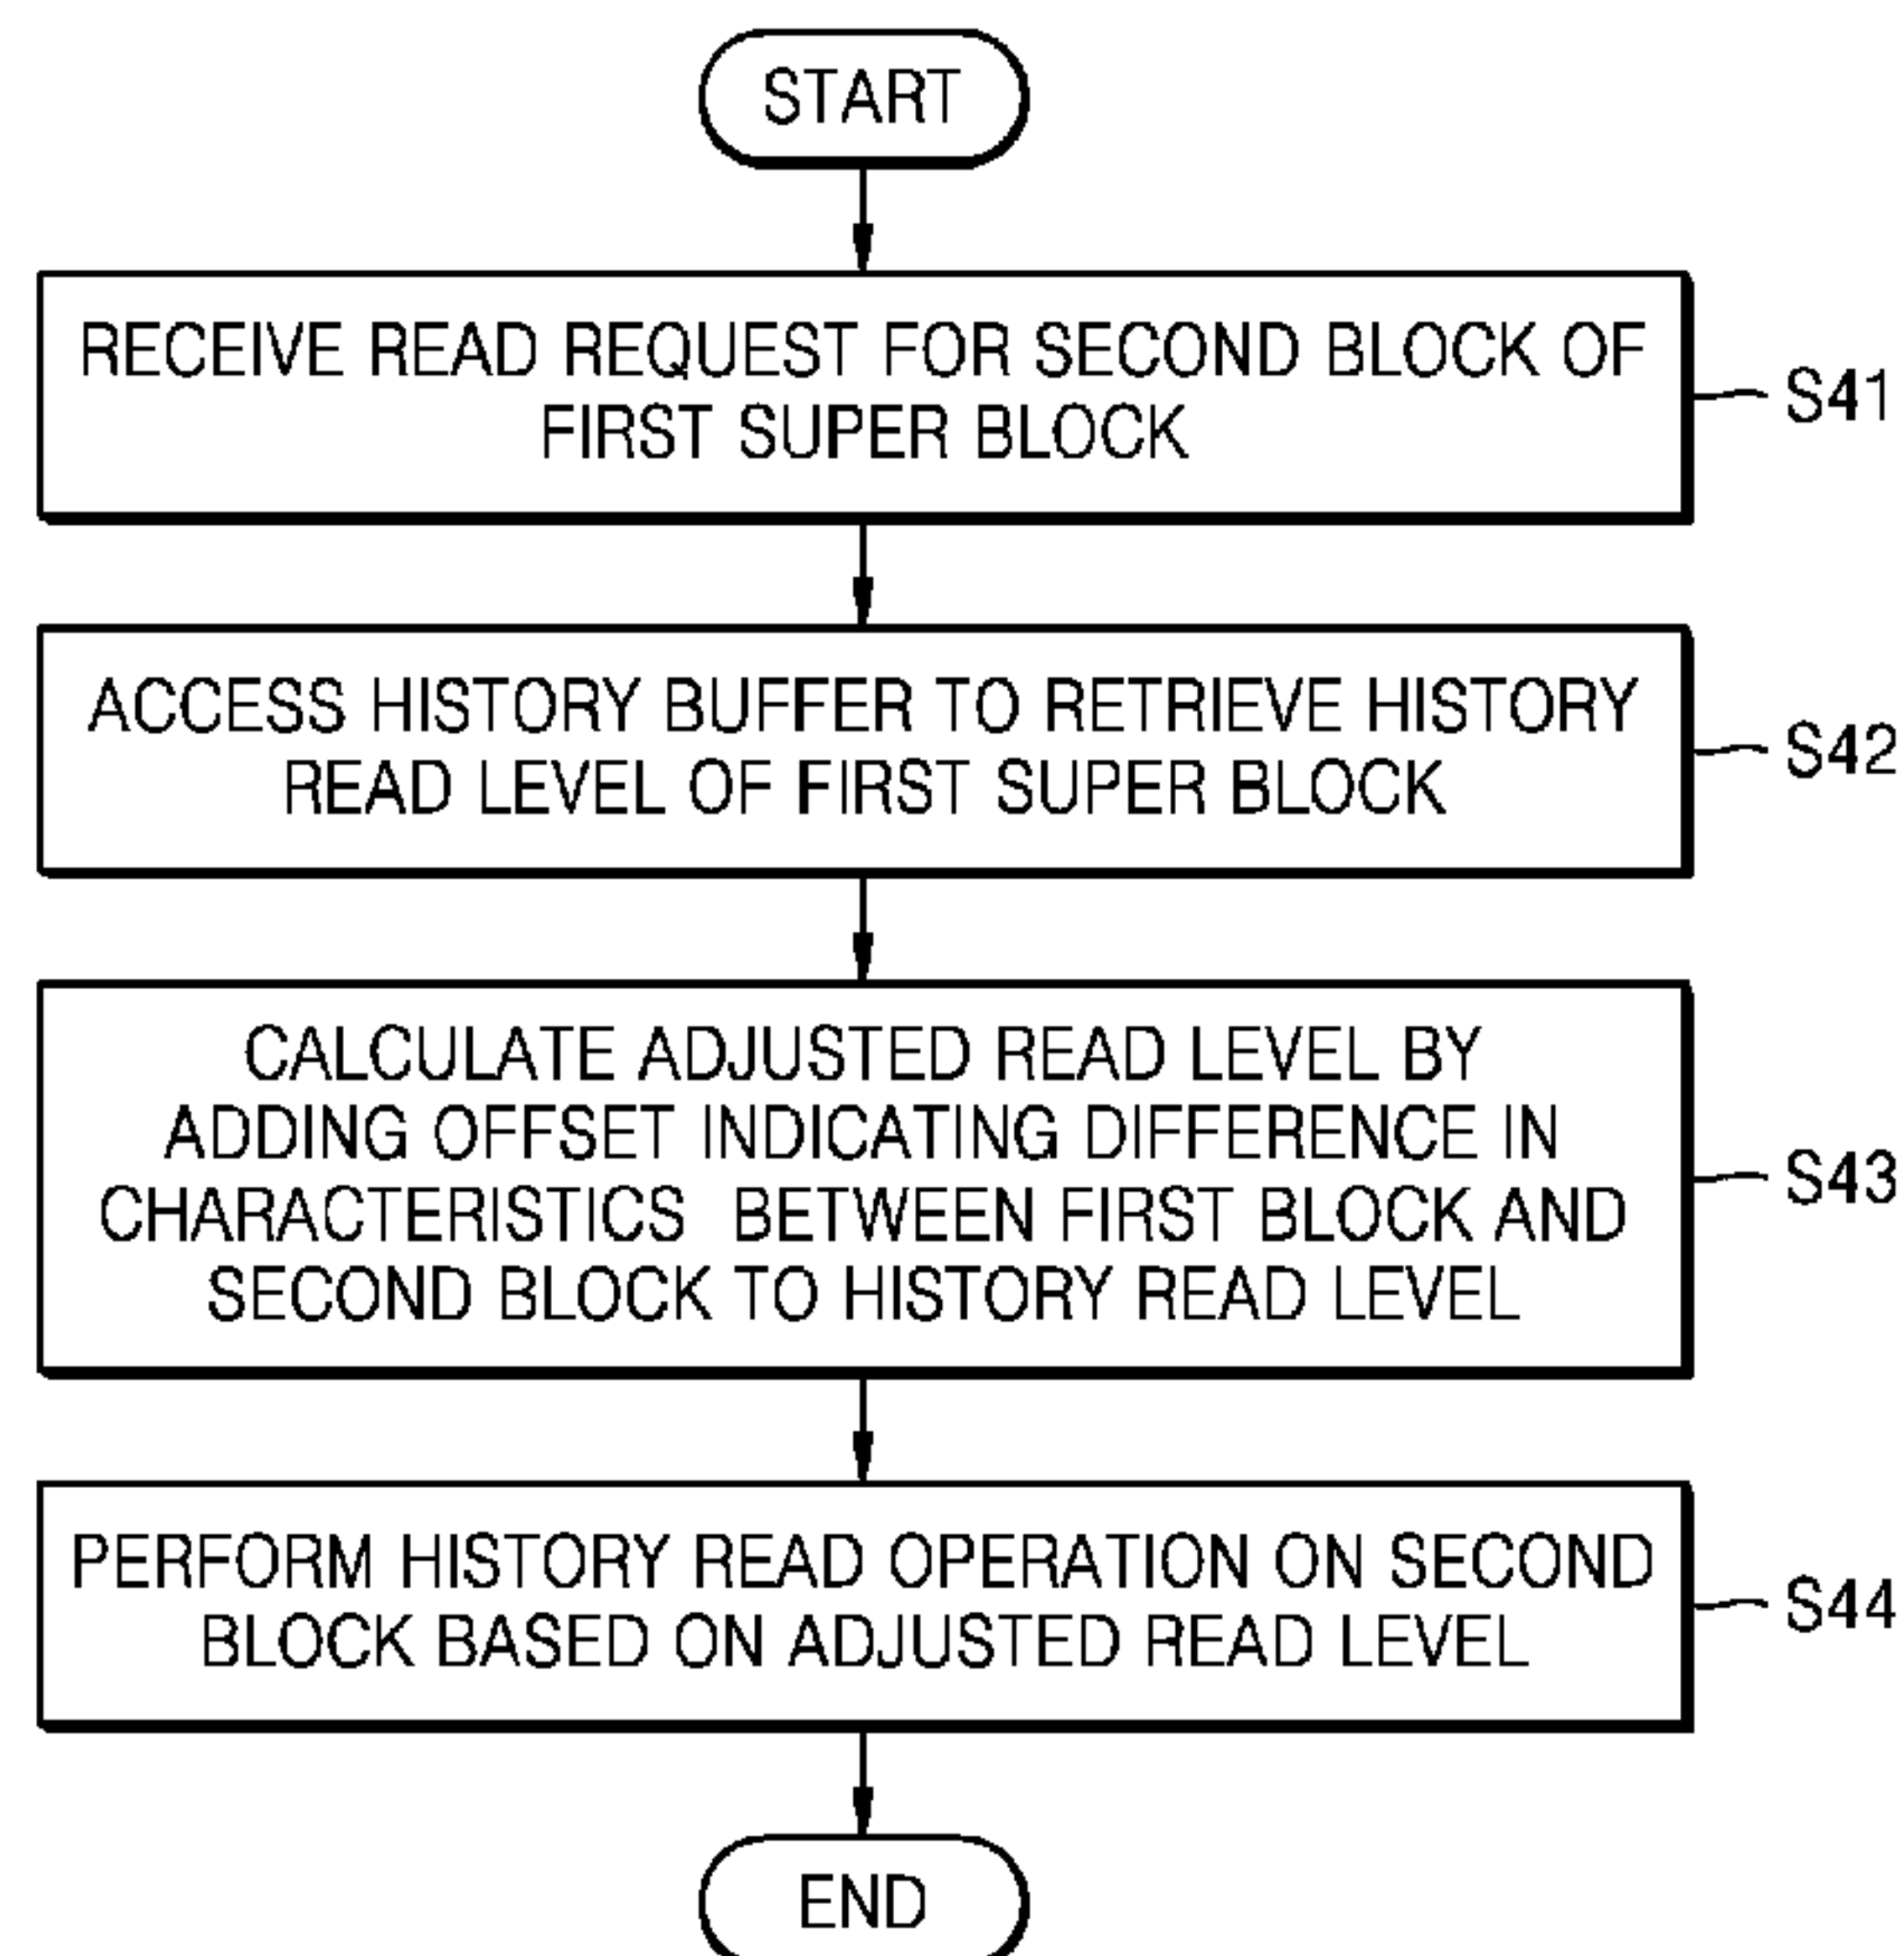 START
RECEIVE READ REQUEST FOR SECOND BLOCK OF
FIRST SUPER BLOCK
S41
ACCESS HISTORY BUFFER TO RETRIEVE HISTORY
READ LEVEL OF FIRST SUPER BLOCK
S42
CALCULATE ADJUSTED READ LEVEL BY
ADDING OFFSET INDICATING DIFFERENCE IN
CHARACTERISTICS BETWEEN FIRST BLOCK AND
SECOND BLOCK TO HISTORY READ LEVEL
S43
PERFORM HISTORY READ OPERATION ON SECOND
BLOCK BASED ON ADJUSTED READ LEVEL
S44
END